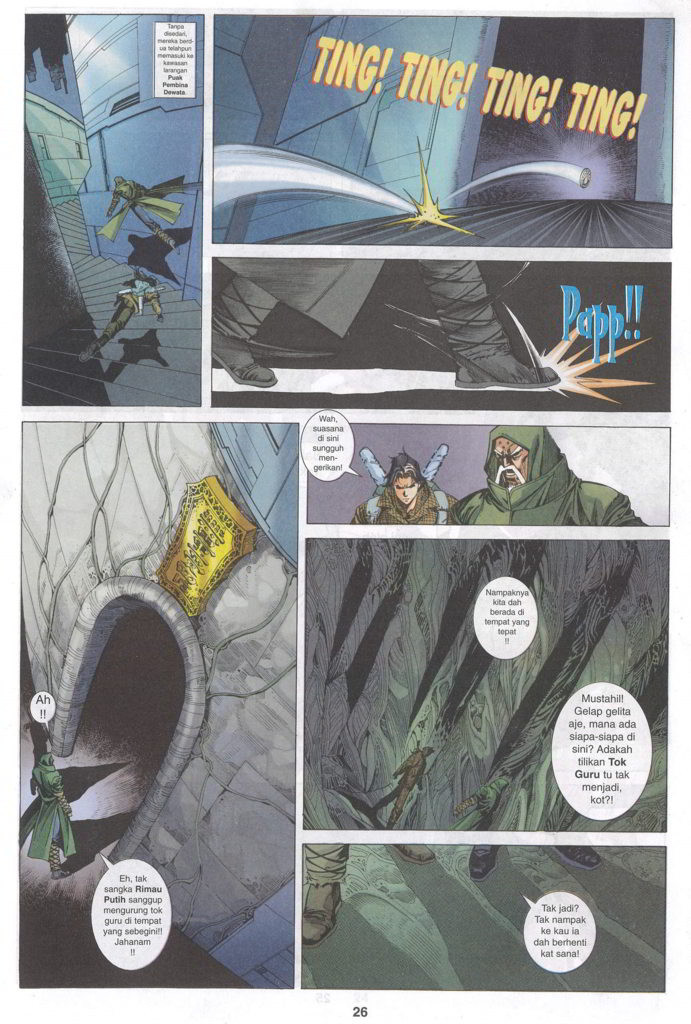 Tanpa
disedari,
mereka berd-
ua telahpun
memasuki ke
kawasan
larangan
Puak
Pembina
Dewata.
TING! TING! TING! TING!
Papp!!
Wah,
suasana
di sini
sungguh
men-
gerikan!
Ah
!!
Eh, tak
sangka Rimau
Putih sanggup
mengurung tok
guru di tempat
yang sebegini!!
Jahanam
!!
Nampaknya
kita dah
berada di
tempat yang
tepat
!!
Mustahil!
Gelap gelita
aje, mana ada
siapa-siapa di
sini? Adakah
tilikan Tok
Guru tu tak
menjadi,
kot?!
Tak jadi?
Tak nampak
ke kau ia
dah berhenti
kat sana!
26